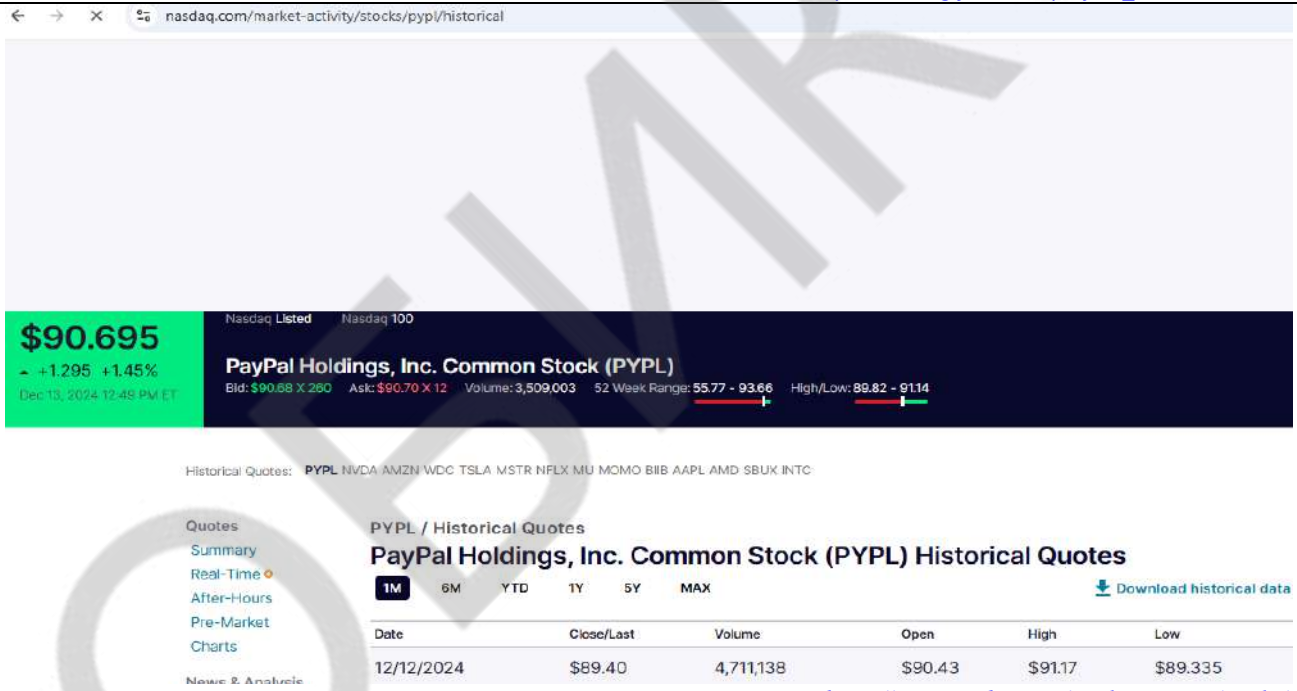 nasdaq.com/market-activity/stocks/pypl/historical
$90.695
+1.295 +1.45%
Dec 13, 2024 12:49 PM ET
Nasdaq Listed Nasdaq 100
PayPal Holdings, Inc. Common Stock (PYPL)
Bid: $90.68 X 260 Ask: $90.70 X 12 Volume: 3,509,003 52 Week Range: 55.77 - 93.66 High/Low: 89.82 - 91.14
Historical Quotes: PYPL NVDA AMZN WDC TSLA MSTR NFLX MU MOMO BIIB AAPL AMD SBUX INTC
Quotes
Summary
Real-Time
After-Hours
Pre-Market
Charts
News & Analysis
PYPL / Historical Quotes
PayPal Holdings, Inc. Common Stock (PYPL) Historical Quotes
1M 6M YTD 1Y 5Y MAX
Download historical data
Date Close/Last Volume Open High Low
12/12/2024 $89.40 4,711,138 $90.43 $91.17 $89.335